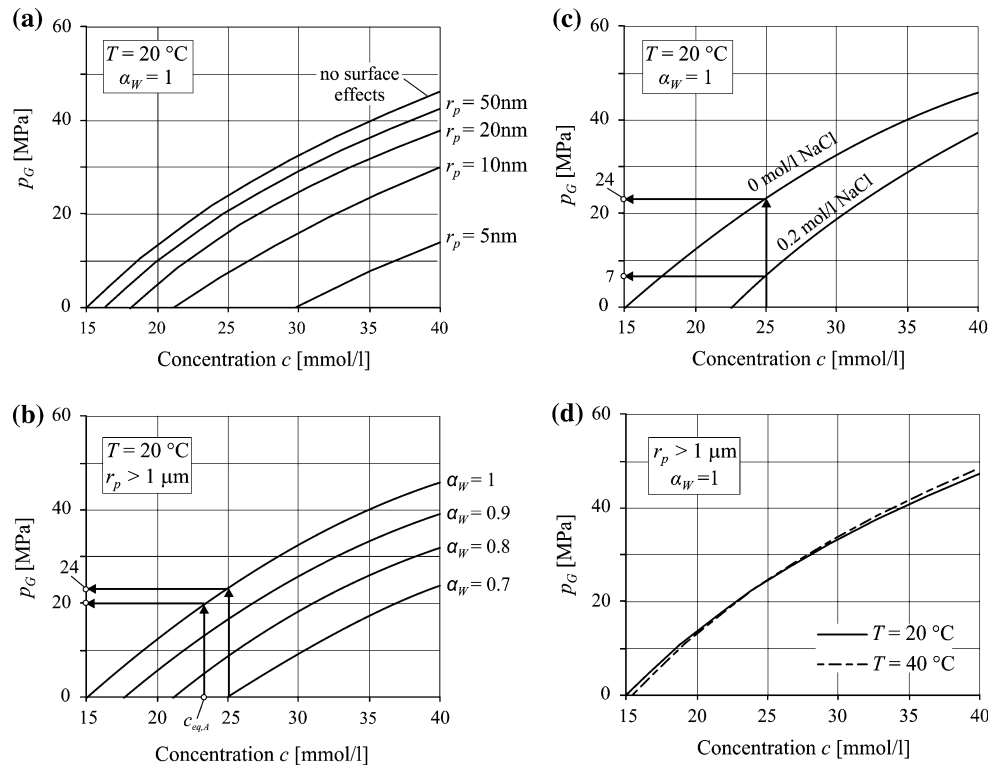 (a)
60
40
20
0
pG [MPa]
T = 20 °C
αW = 1
no surface
effects
rp = 50nm
rp = 20nm
rp = 10nm
rp = 5nm
15 20 25 30 35 40
Concentration c [mmol/l]
(c)
60
40
24
20
7
0
pG [MPa]
T = 20 °C
αW = 1
0 mol/l NaCl
0.2 mol/l NaCl
15 20 25 30 35 40
Concentration c [mmol/l]
(b)
60
40
24
20
0
pG [MPa]
T = 20 °C
rp > 1 μm
αW = 1
αW = 0.9
αW = 0.8
αW = 0.7
15 20 ceq,A 25 30 35 40
Concentration c [mmol/l]
(d)
60
40
20
0
pG [MPa]
rp > 1 μm
αW =1
T = 20 °C
T = 40 °C
15 20 25 30 35 40
Concentration c [mmol/l]